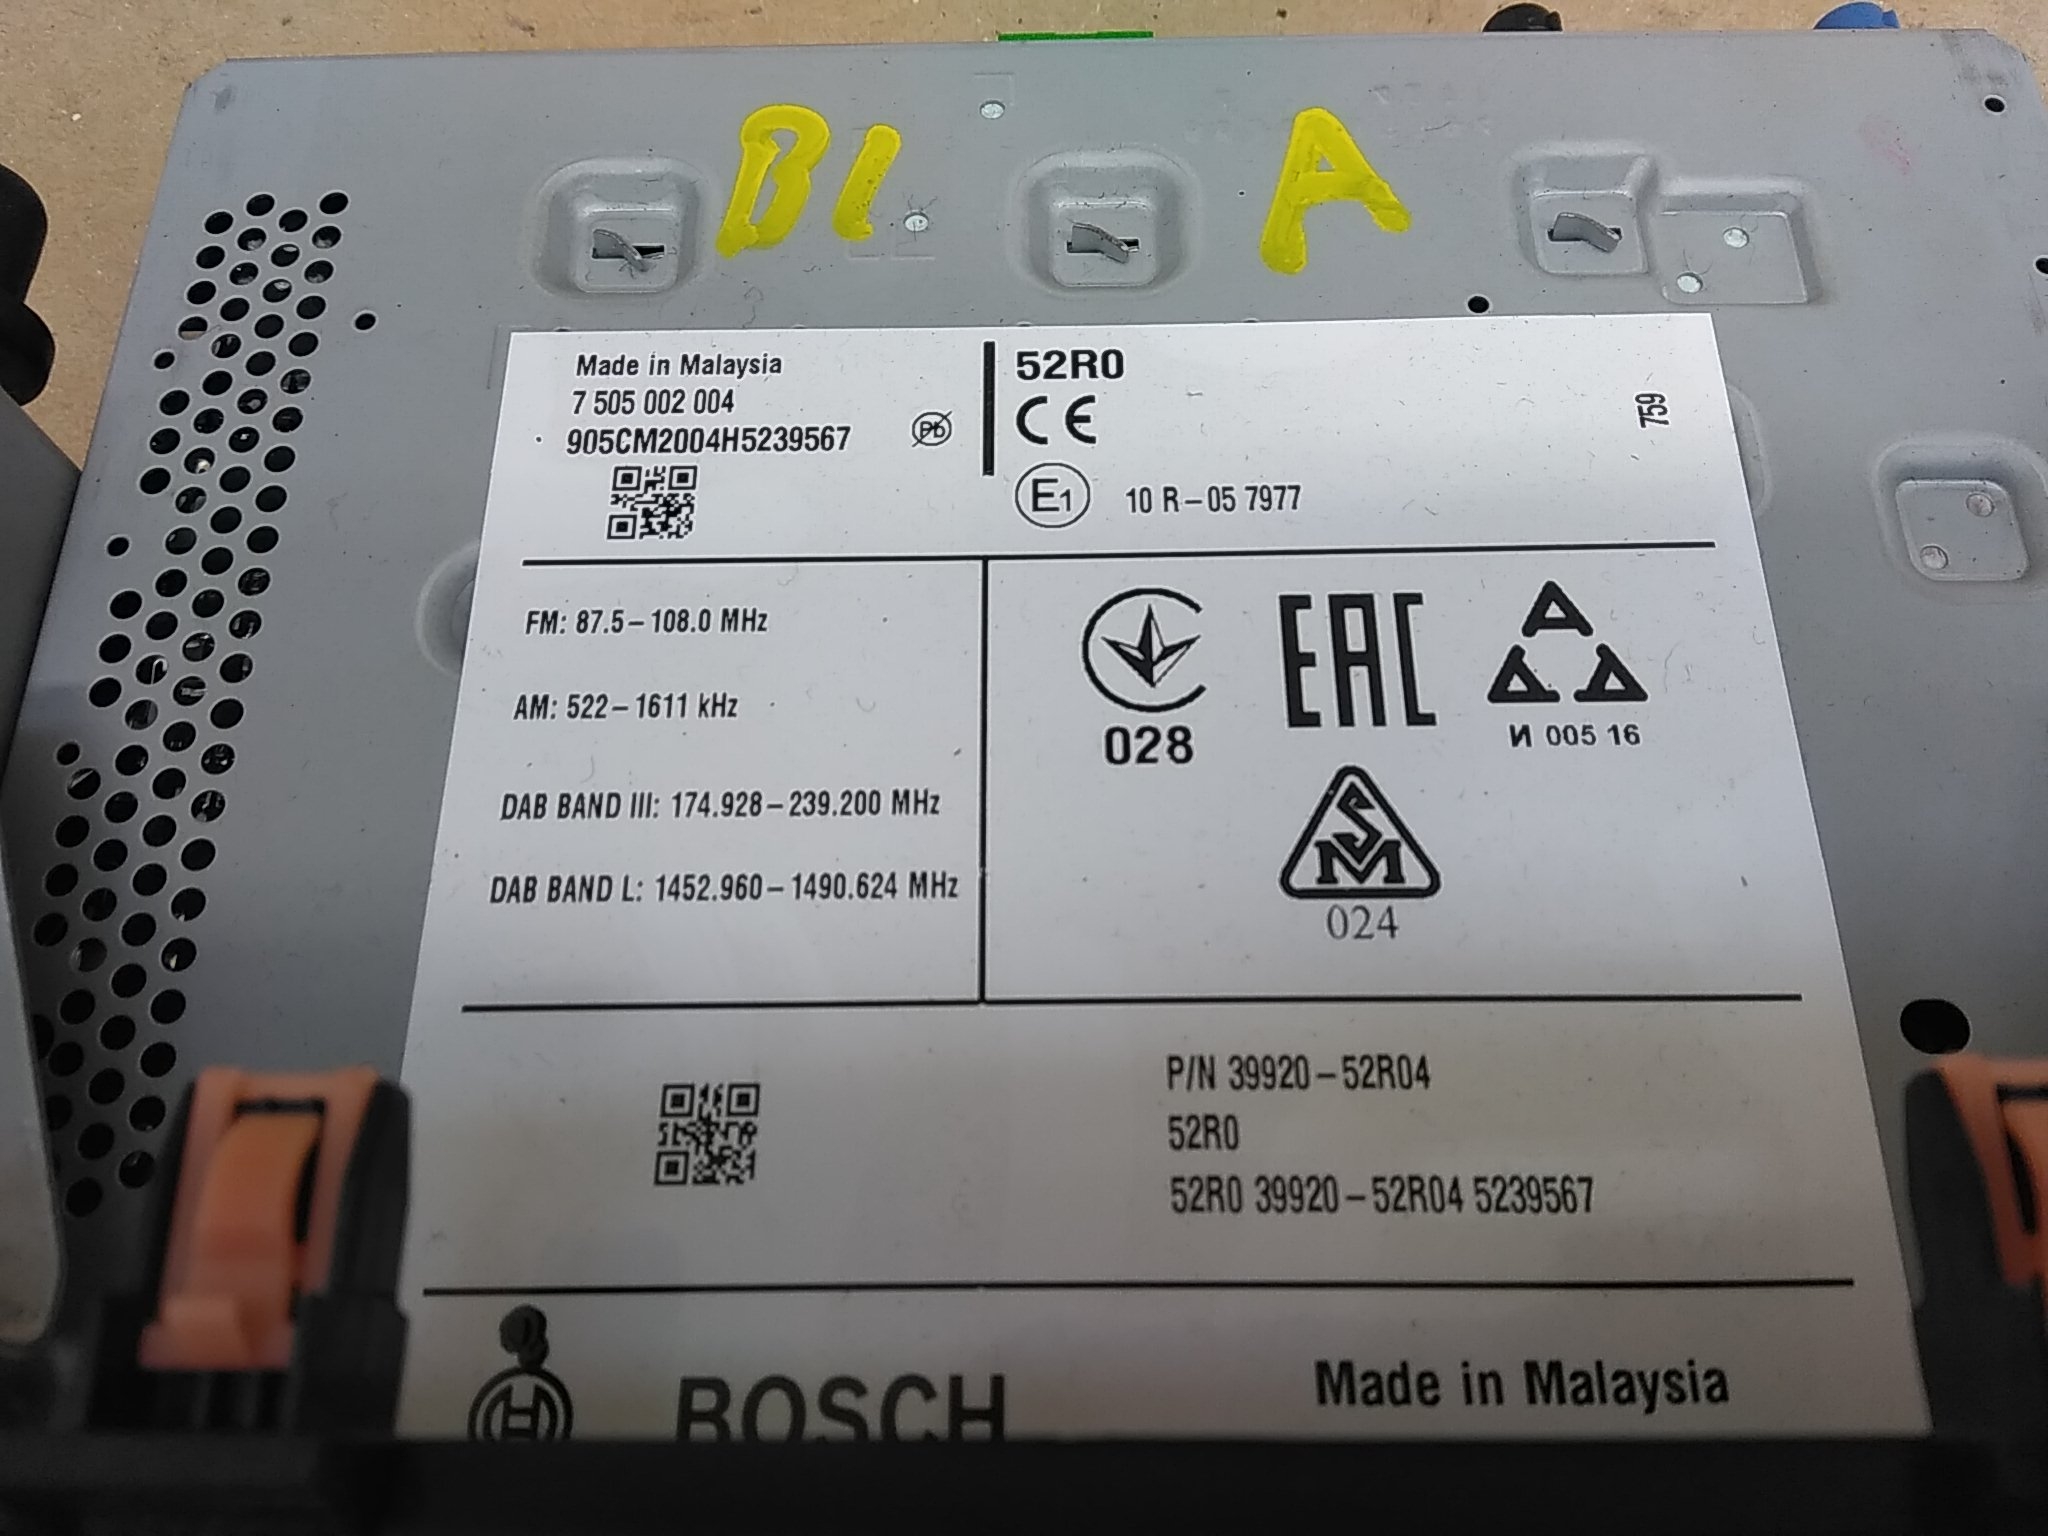 B1 A
Made in Malaysia
7 505 002 004
905CM2004H5239567
Pb
52R0
CE
E1 10 R-05 7977
759
FM: 87.5-108.0 MHz
AM: 522-1611 kHz
DAB BAND III: 174.928-239.200 MHz
DAB BAND L: 1452.960-1490.624 MHz
028
EAC
И 005 16
SM
024
P/N 39920-52R04
52R0
52R0 39920-52R04 5239567
BOSCH
Made in Malaysia